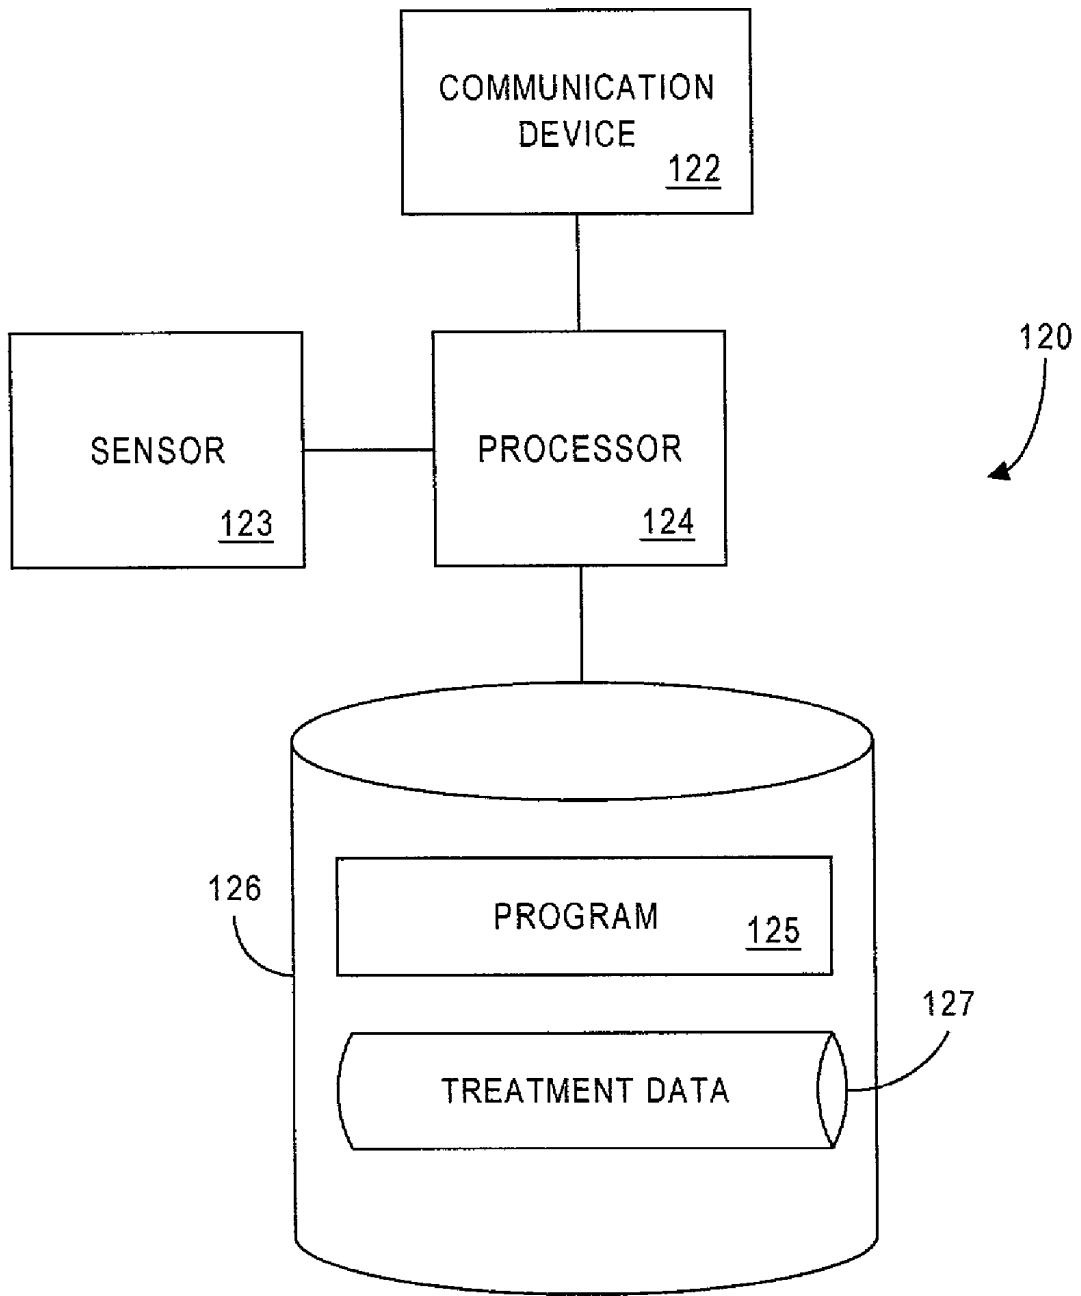 COMMUNICATION
DEVICE
122
120
SENSOR
123
PROCESSOR
124
126
PROGRAM
125
127
TREATMENT DATA